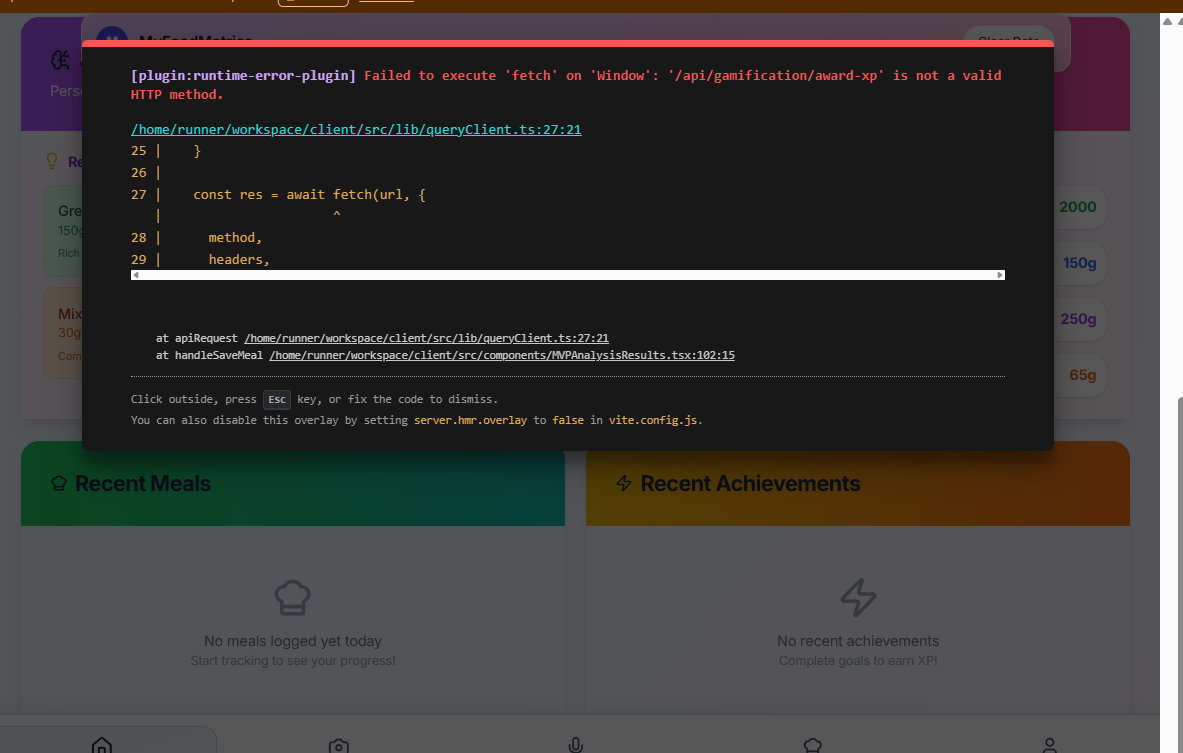 MyFoodMetrics
Clear Data
[plugin:runtime-error-plugin] Failed to execute 'fetch' on 'Window': '/api/gamification/award-xp' is not a valid
HTTP method.
/home/runner/workspace/client/src/lib/queryClient.ts:27:21
25 | }
26 |
27 | const res = await fetch(url, {
| ^
28 | method,
29 | headers,
at apiRequest /home/runner/workspace/client/src/lib/queryClient.ts:27:21
at handleSaveMeal /home/runner/workspace/client/src/components/MVPAnalysisResults.tsx:102:15
Click outside, press Esc key, or fix the code to dismiss.
You can also disable this overlay by setting server.hmr.overlay to false in vite.config.js.
Perso
Re
Gre
150g
Rich
Mix
30g
Com
2000
150g
250g
65g
Recent Meals
No meals logged yet today
Start tracking to see your progress!
Recent Achievements
No recent achievements
Complete goals to earn XP!